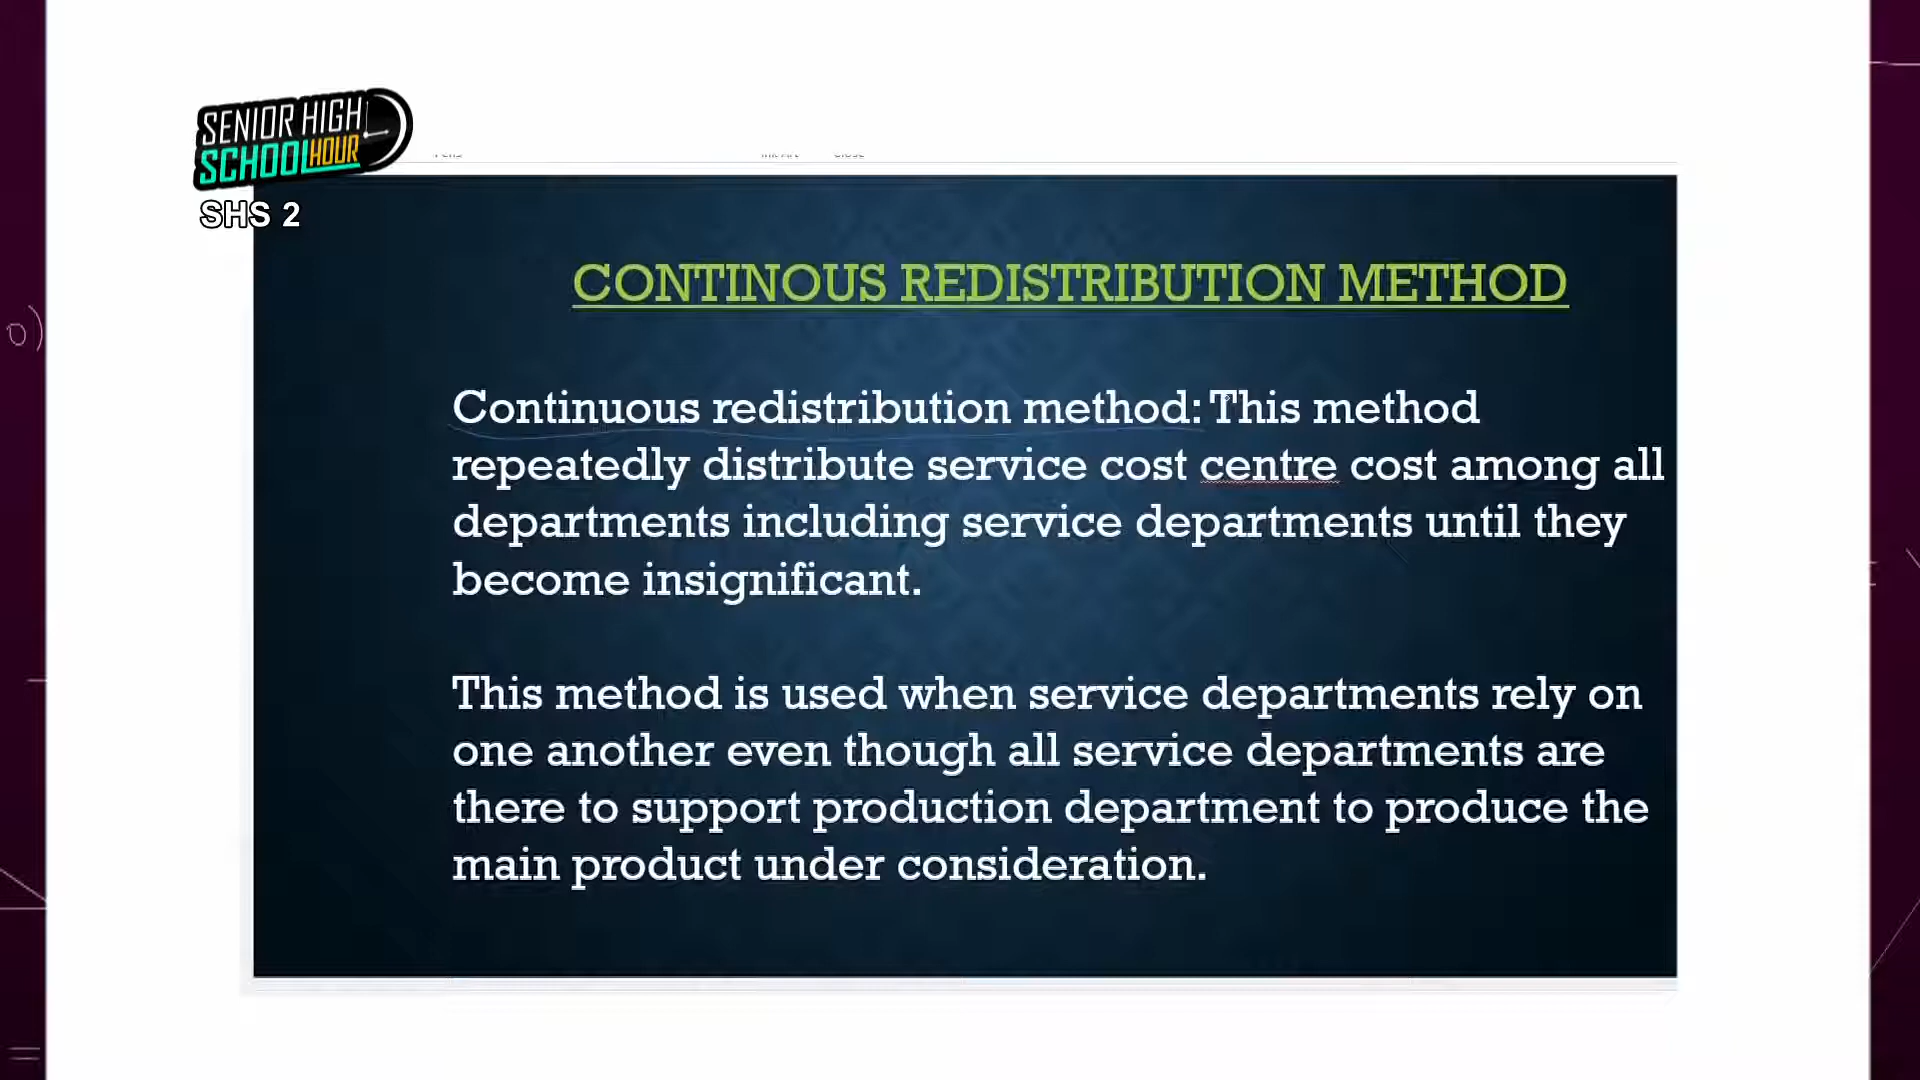 SENIOR HIGH
SCHOOL HOUR
SHS 2
CONTINOUS REDISTRIBUTION METHOD
Continuous redistribution method: This method
repeatedly distribute service cost centre cost among all
departments including service departments until they
become insignificant.
This method is used when service departments rely on
one another even though all service departments are
there to support production department to produce the
main product under consideration.